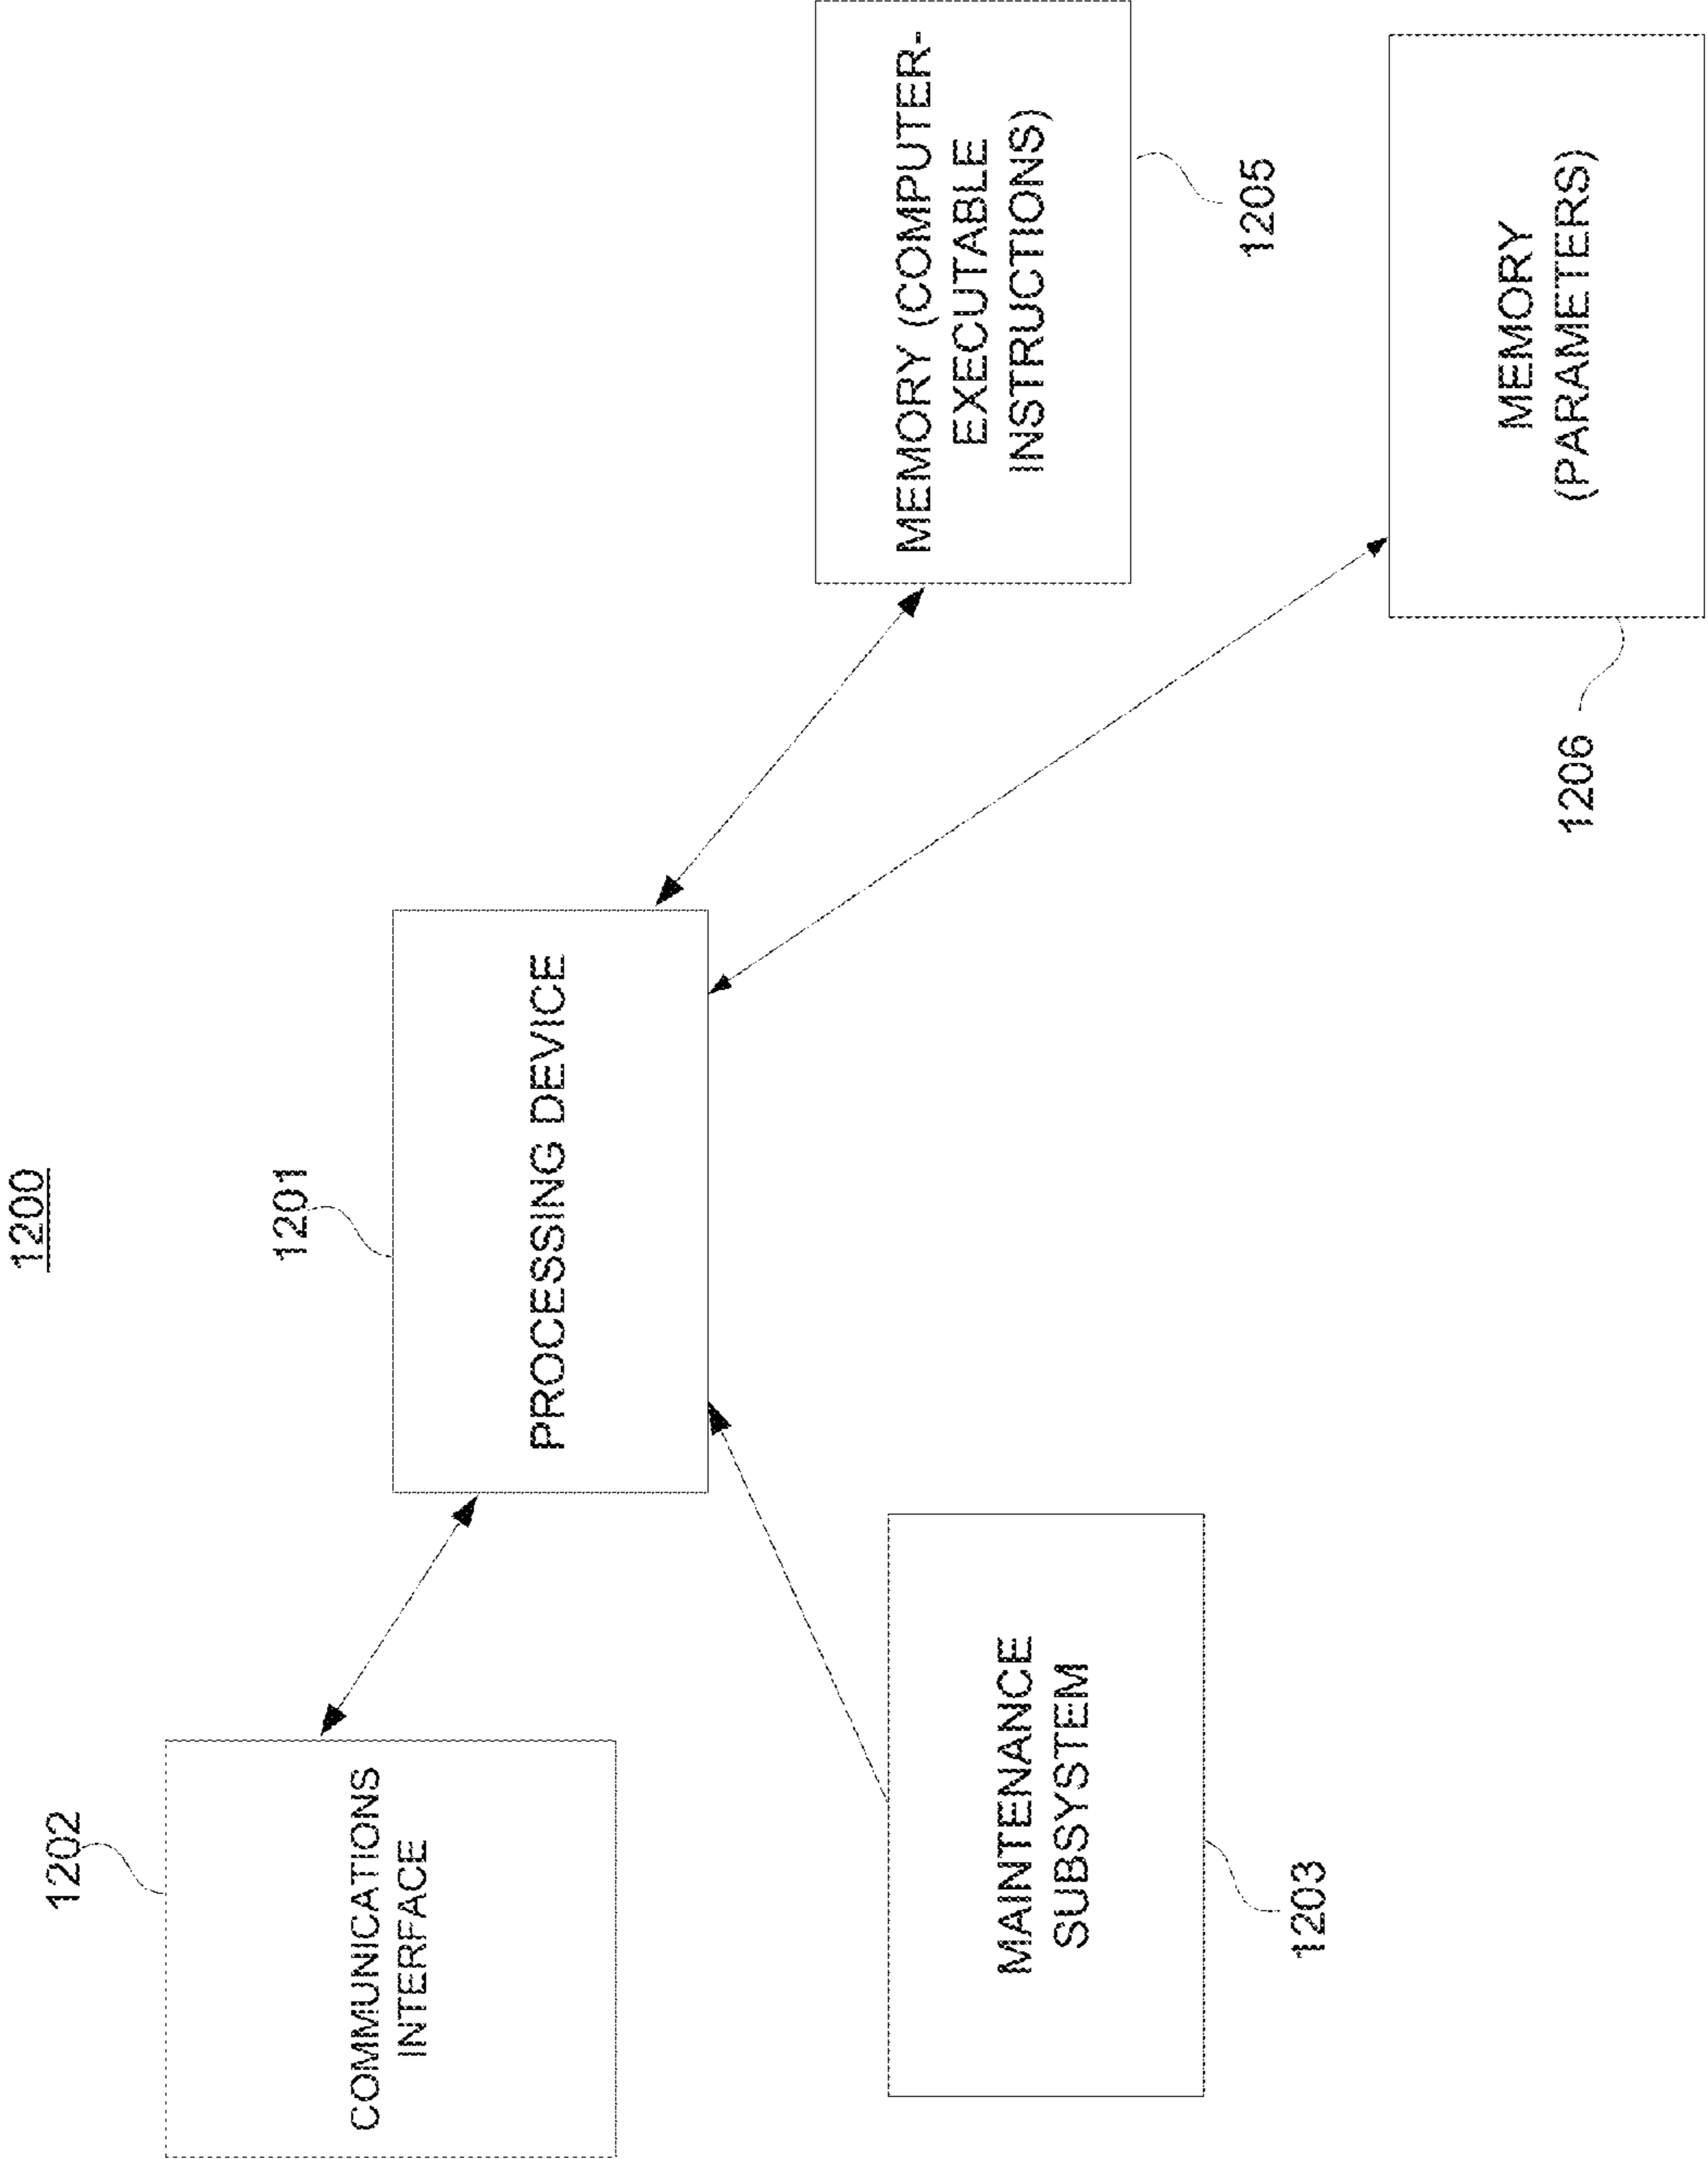 1200
1202
COMMUNICATIONS
INTERFACE
1201
PROCESSING DEVICE
MAINTENANCE
SUBSYSTEM
1203
MEMORY (COMPUTER-
EXECUTABLE
INSTRUCTIONS)
1205
MEMORY
(PARAMETERS)
1206